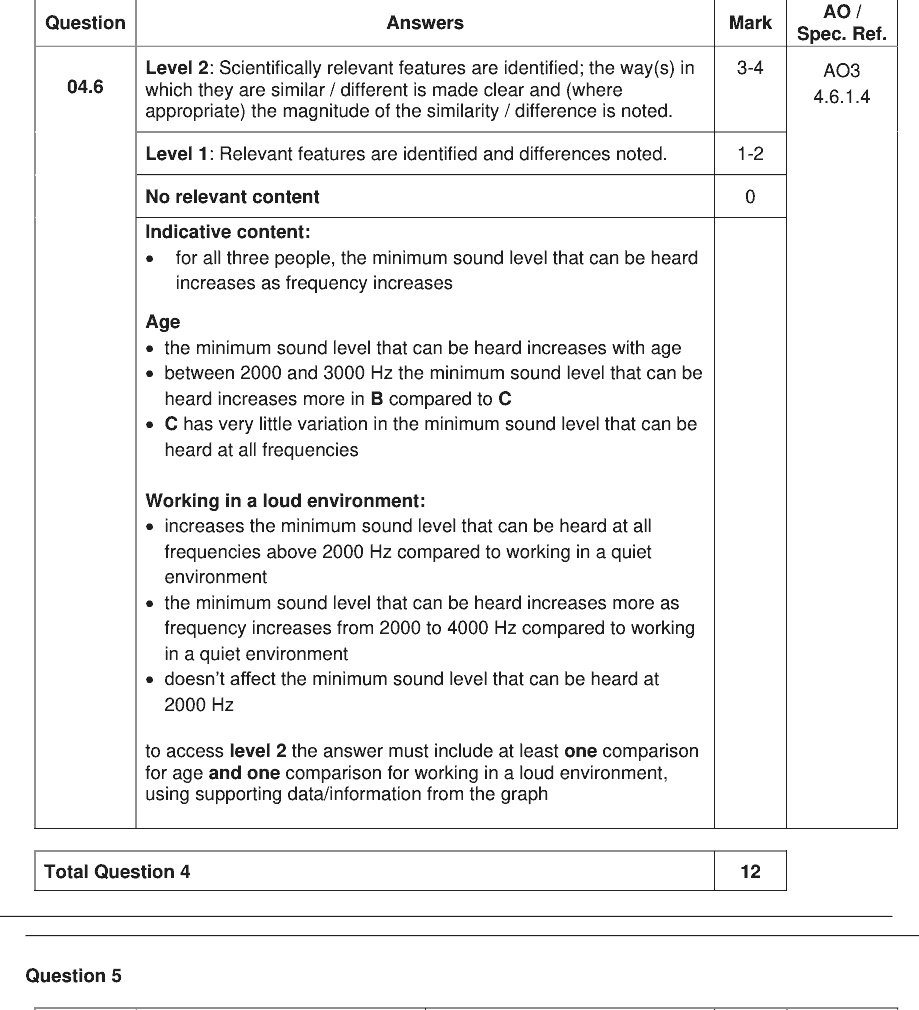 Question Answers Mark AO /
Spec. Ref.
04.6 Level 2: Scientifically relevant features are identified; the way(s) in 3-4 AO3
which they are similar / different is made clear and (where 4.6.1.4
appropriate) the magnitude of the similarity / difference is noted.
Level 1: Relevant features are identified and differences noted. 1-2
No relevant content 0
Indicative content:
• for all three people, the minimum sound level that can be heard
increases as frequency increases
Age
• the minimum sound level that can be heard increases with age
• between 2000 and 3000 Hz the minimum sound level that can be
heard increases more in B compared to C
• C has very little variation in the minimum sound level that can be
heard at all frequencies
Working in a loud environment:
• increases the minimum sound level that can be heard at all
frequencies above 2000 Hz compared to working in a quiet
environment
• the minimum sound level that can be heard increases more as
frequency increases from 2000 to 4000 Hz compared to working
in a quiet environment
• doesn't affect the minimum sound level that can be heard at
2000 Hz
to access level 2 the answer must include at least one comparison
for age and one comparison for working in a loud environment,
using supporting data/information from the graph
Total Question 4 12
Question 5